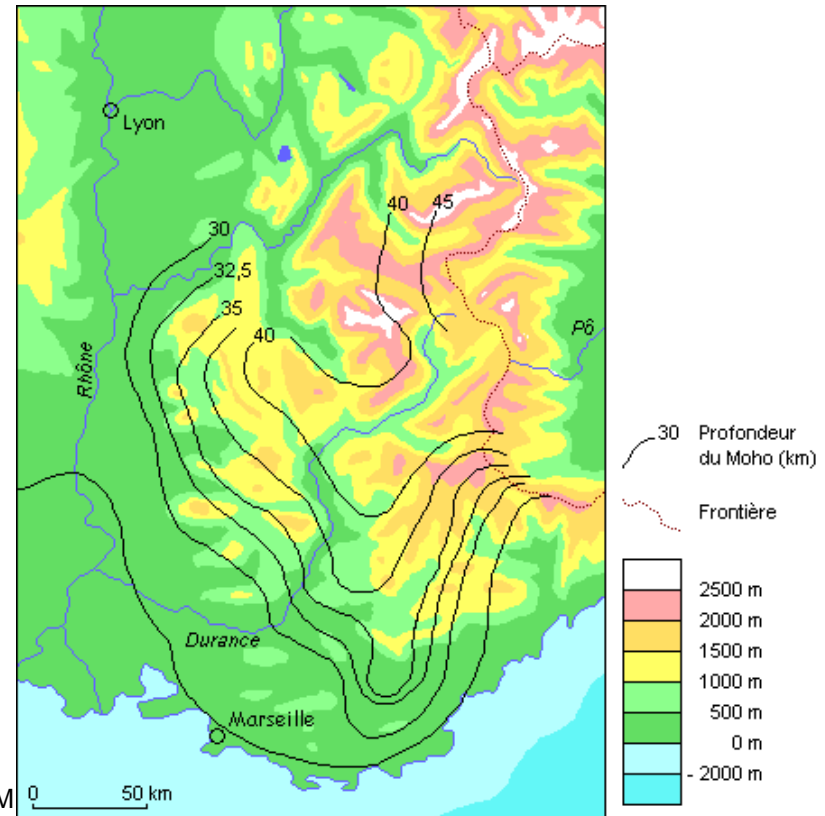 Lyon
40
45
30
32,5
35
40
Pô
Rhône
Durance
Marseille
M
0
50 km
30 Profondeur
du Moho (km)
Frontière
2500 m
2000 m
1500 m
1000 m
500 m
0 m
- 2000 m